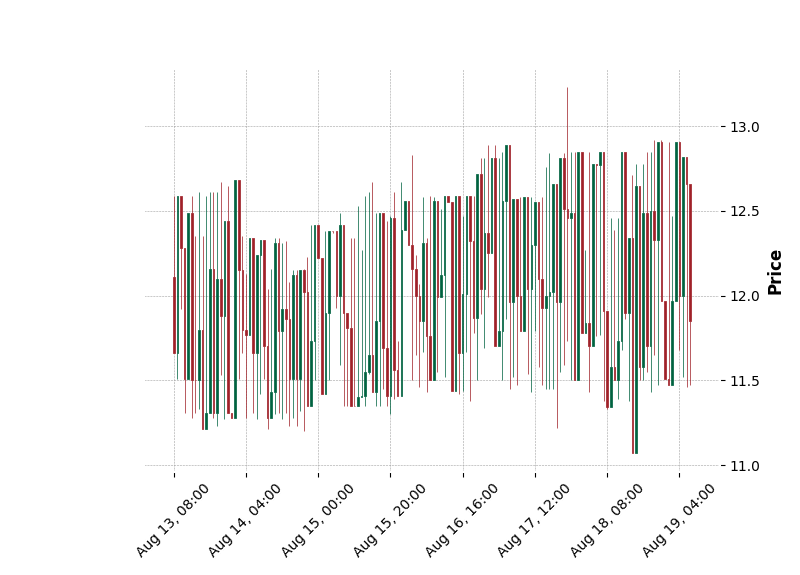 13.0
12.5
12.0
11.5
11.0
Price
Aug 13, 08:00
Aug 14, 04:00
Aug 15, 00:00
Aug 15, 20:00
Aug 16, 16:00
Aug 17, 12:00
Aug 18, 08:00
Aug 19, 04:00